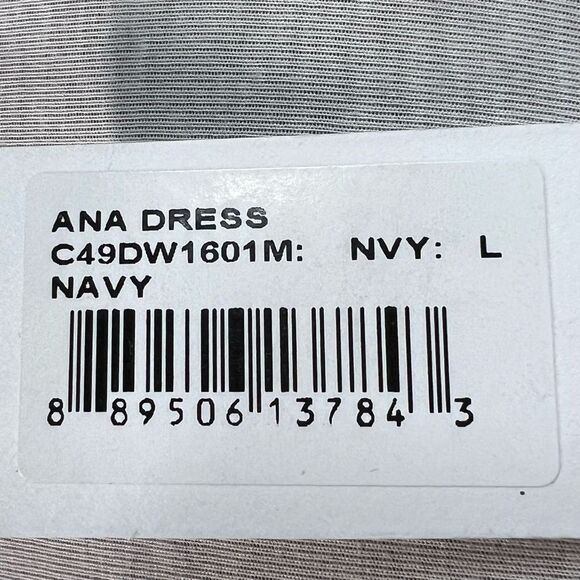 ANA DRESS
C49DW1601M: NVY: L
NAVY
8 89506 13784 3